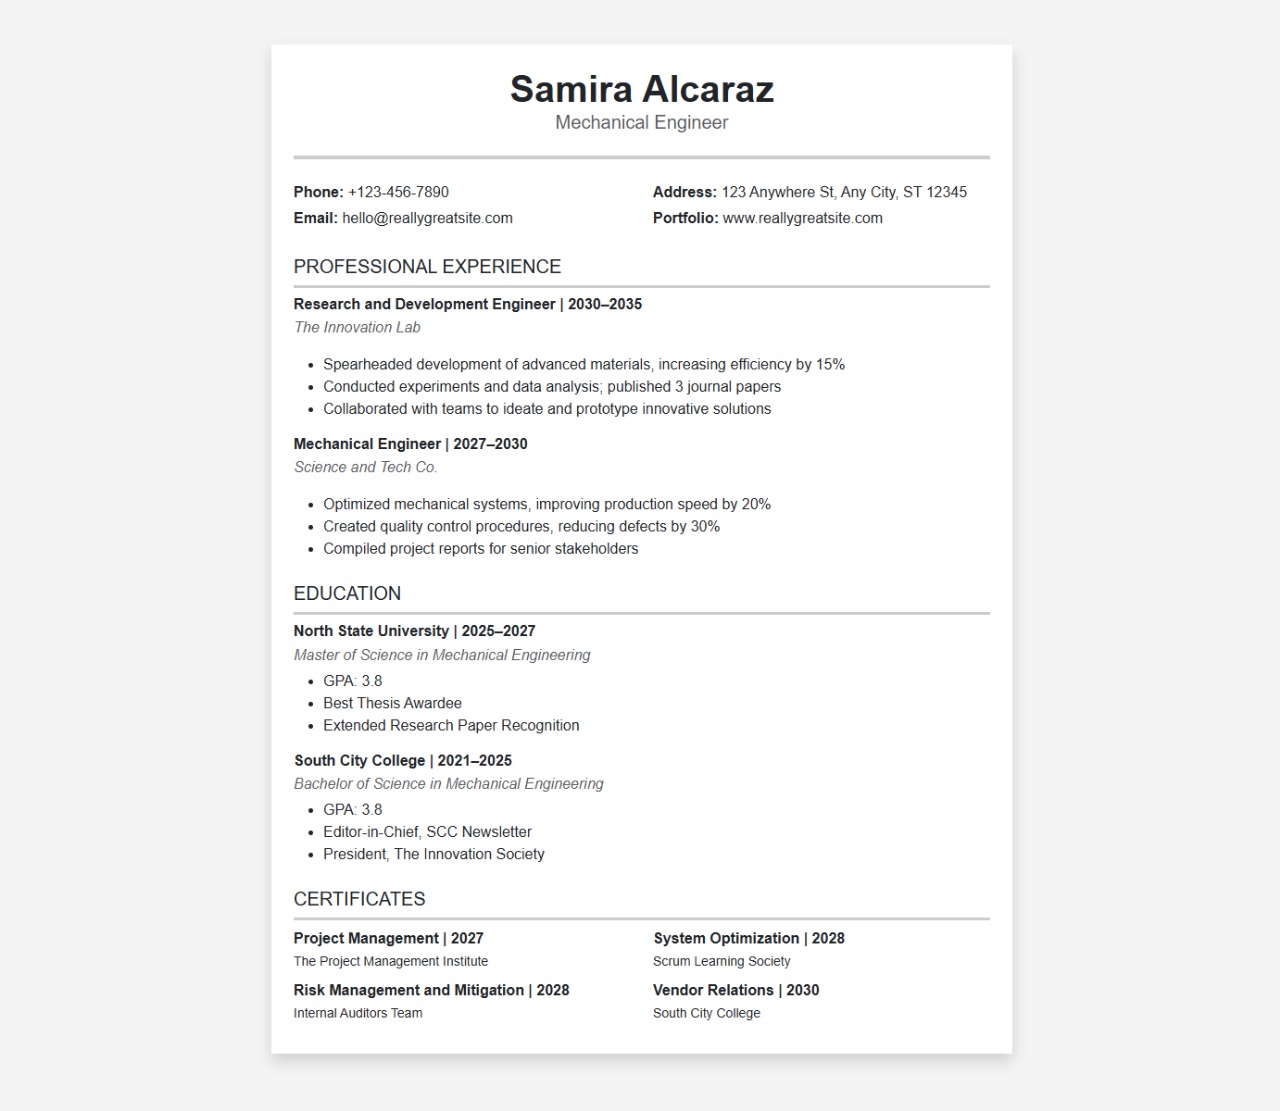 Samira Alcaraz
Mechanical Engineer
Phone: +123-456-7890
Address: 123 Anywhere St, Any City, ST 12345
Email: hello@reallygreatsite.com
Portfolio: www.reallygreatsite.com
PROFESSIONAL EXPERIENCE
Research and Development Engineer | 2030–2035
The Innovation Lab
• Spearheaded development of advanced materials, increasing efficiency by 15%
• Conducted experiments and data analysis; published 3 journal papers
• Collaborated with teams to ideate and prototype innovative solutions
Mechanical Engineer | 2027–2030
Science and Tech Co.
• Optimized mechanical systems, improving production speed by 20%
• Created quality control procedures, reducing defects by 30%
• Compiled project reports for senior stakeholders
EDUCATION
North State University | 2025–2027
Master of Science in Mechanical Engineering
• GPA: 3.8
• Best Thesis Awardee
• Extended Research Paper Recognition
South City College | 2021–2025
Bachelor of Science in Mechanical Engineering
• GPA: 3.8
• Editor-in-Chief, SCC Newsletter
• President, The Innovation Society
CERTIFICATES
Project Management | 2027
The Project Management Institute
System Optimization | 2028
Scrum Learning Society
Risk Management and Mitigation | 2028
Internal Auditors Team
Vendor Relations | 2030
South City College